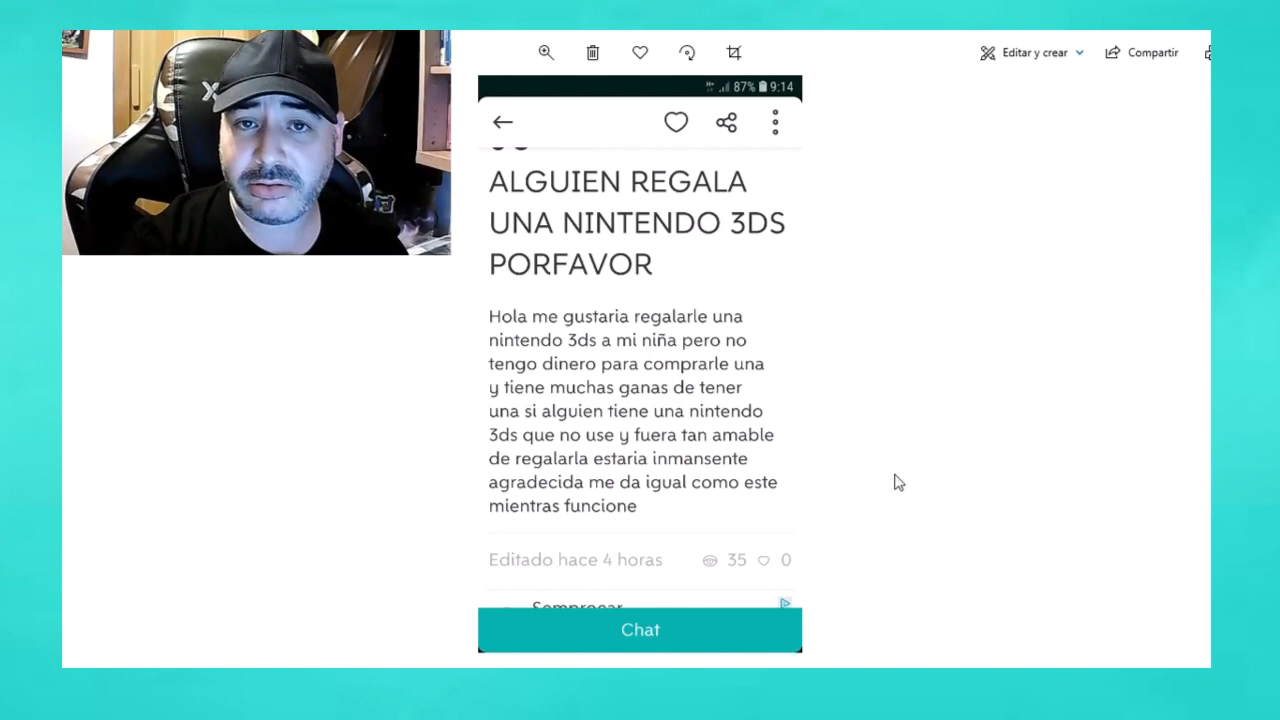 Editar y crear
Compartir
87% 9:14
ALGUIEN REGALA
UNA NINTENDO 3DS
PORFAVOR
Hola me gustaria regalarle una
nintendo 3ds a mi niña pero no
tengo dinero para comprarle una
y tiene muchas ganas de tener
una si alguien tiene una nintendo
3ds que no use y fuera tan amable
de regalarla estaria inmansente
agradecida me da igual como este
mientras funcione
Editado hace 4 horas 35 0
Chat